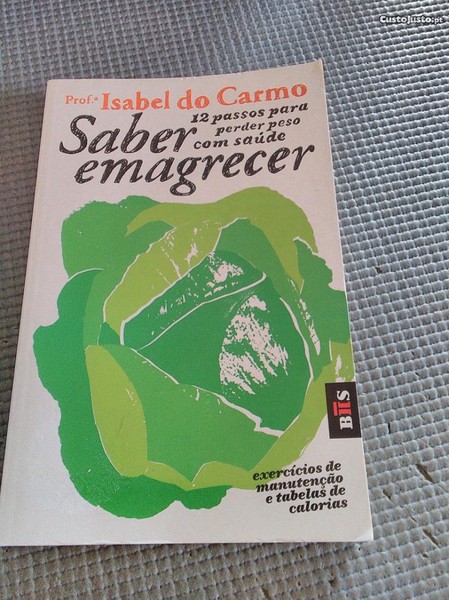 CustoJusto.pt
Prof.ª Isabel do Carmo
12 passos para
perder peso
com saúde
Saber
emagrecer
BIIS
exercícios de
manutenção
e tabelas de
calorias